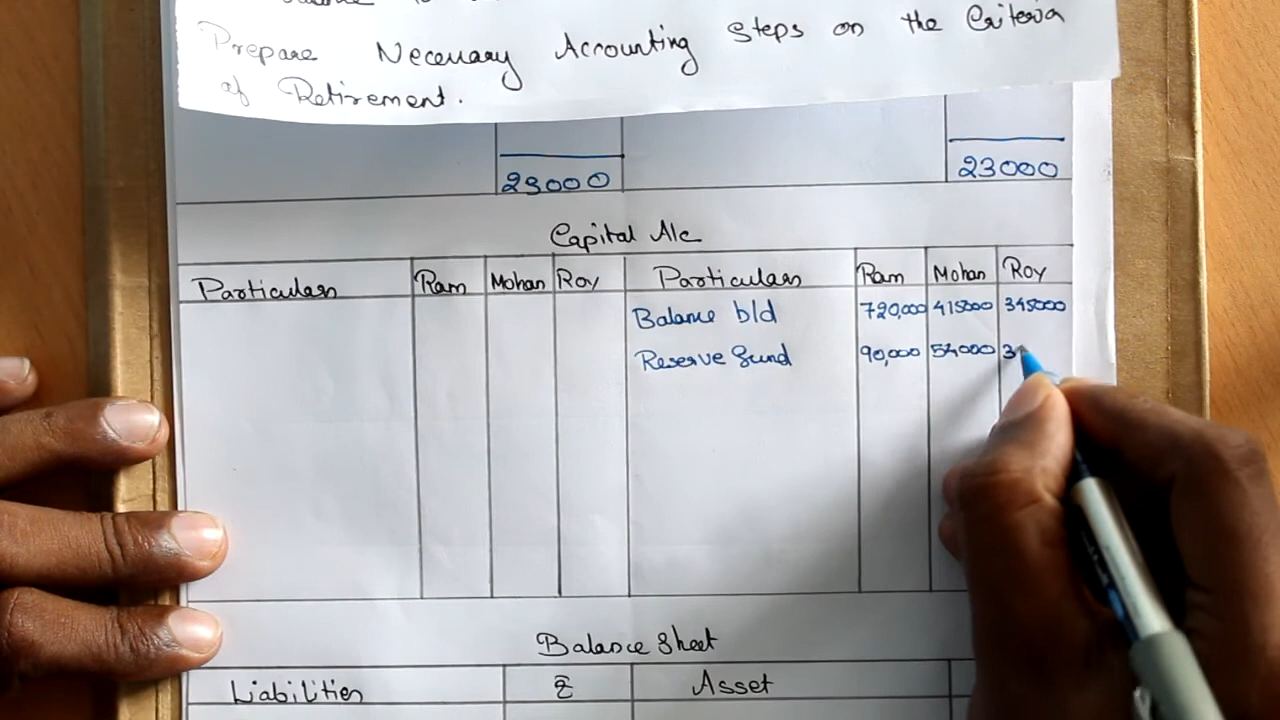 Prepare Necessary Accounting Steps on the Criteria
of Retirement.
23000 23000
Capital A/c
Particulars Ram Mohan Roy Particulars Ram Mohan Roy
Balance b/d 720,000 415000 345000
Reserve Fund 90,000 54000 3
Balance Sheet
Liabilities ₹ Asset